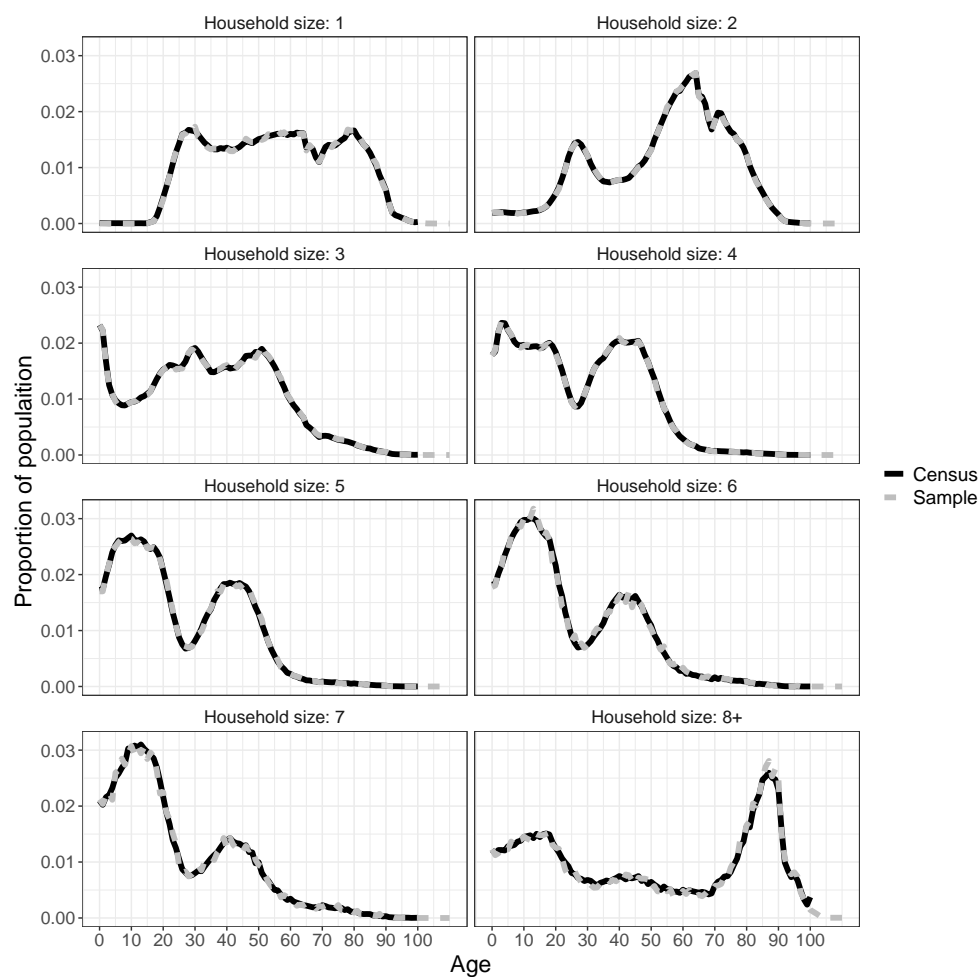 Household size: 1
Household size: 2
0.03
0.02
0.01
0.00
Household size: 3
Household size: 4
0.03
0.02
0.01
0.00
Household size: 5
Household size: 6
0.03
0.02
0.01
0.00
Household size: 7
Household size: 8+
0.03
0.02
0.01
0.00
0 10 20 30 40 50 60 70 80 90 100
0 10 20 30 40 50 60 70 80 90 100
Age
Proportion of populaition
Census
Sample